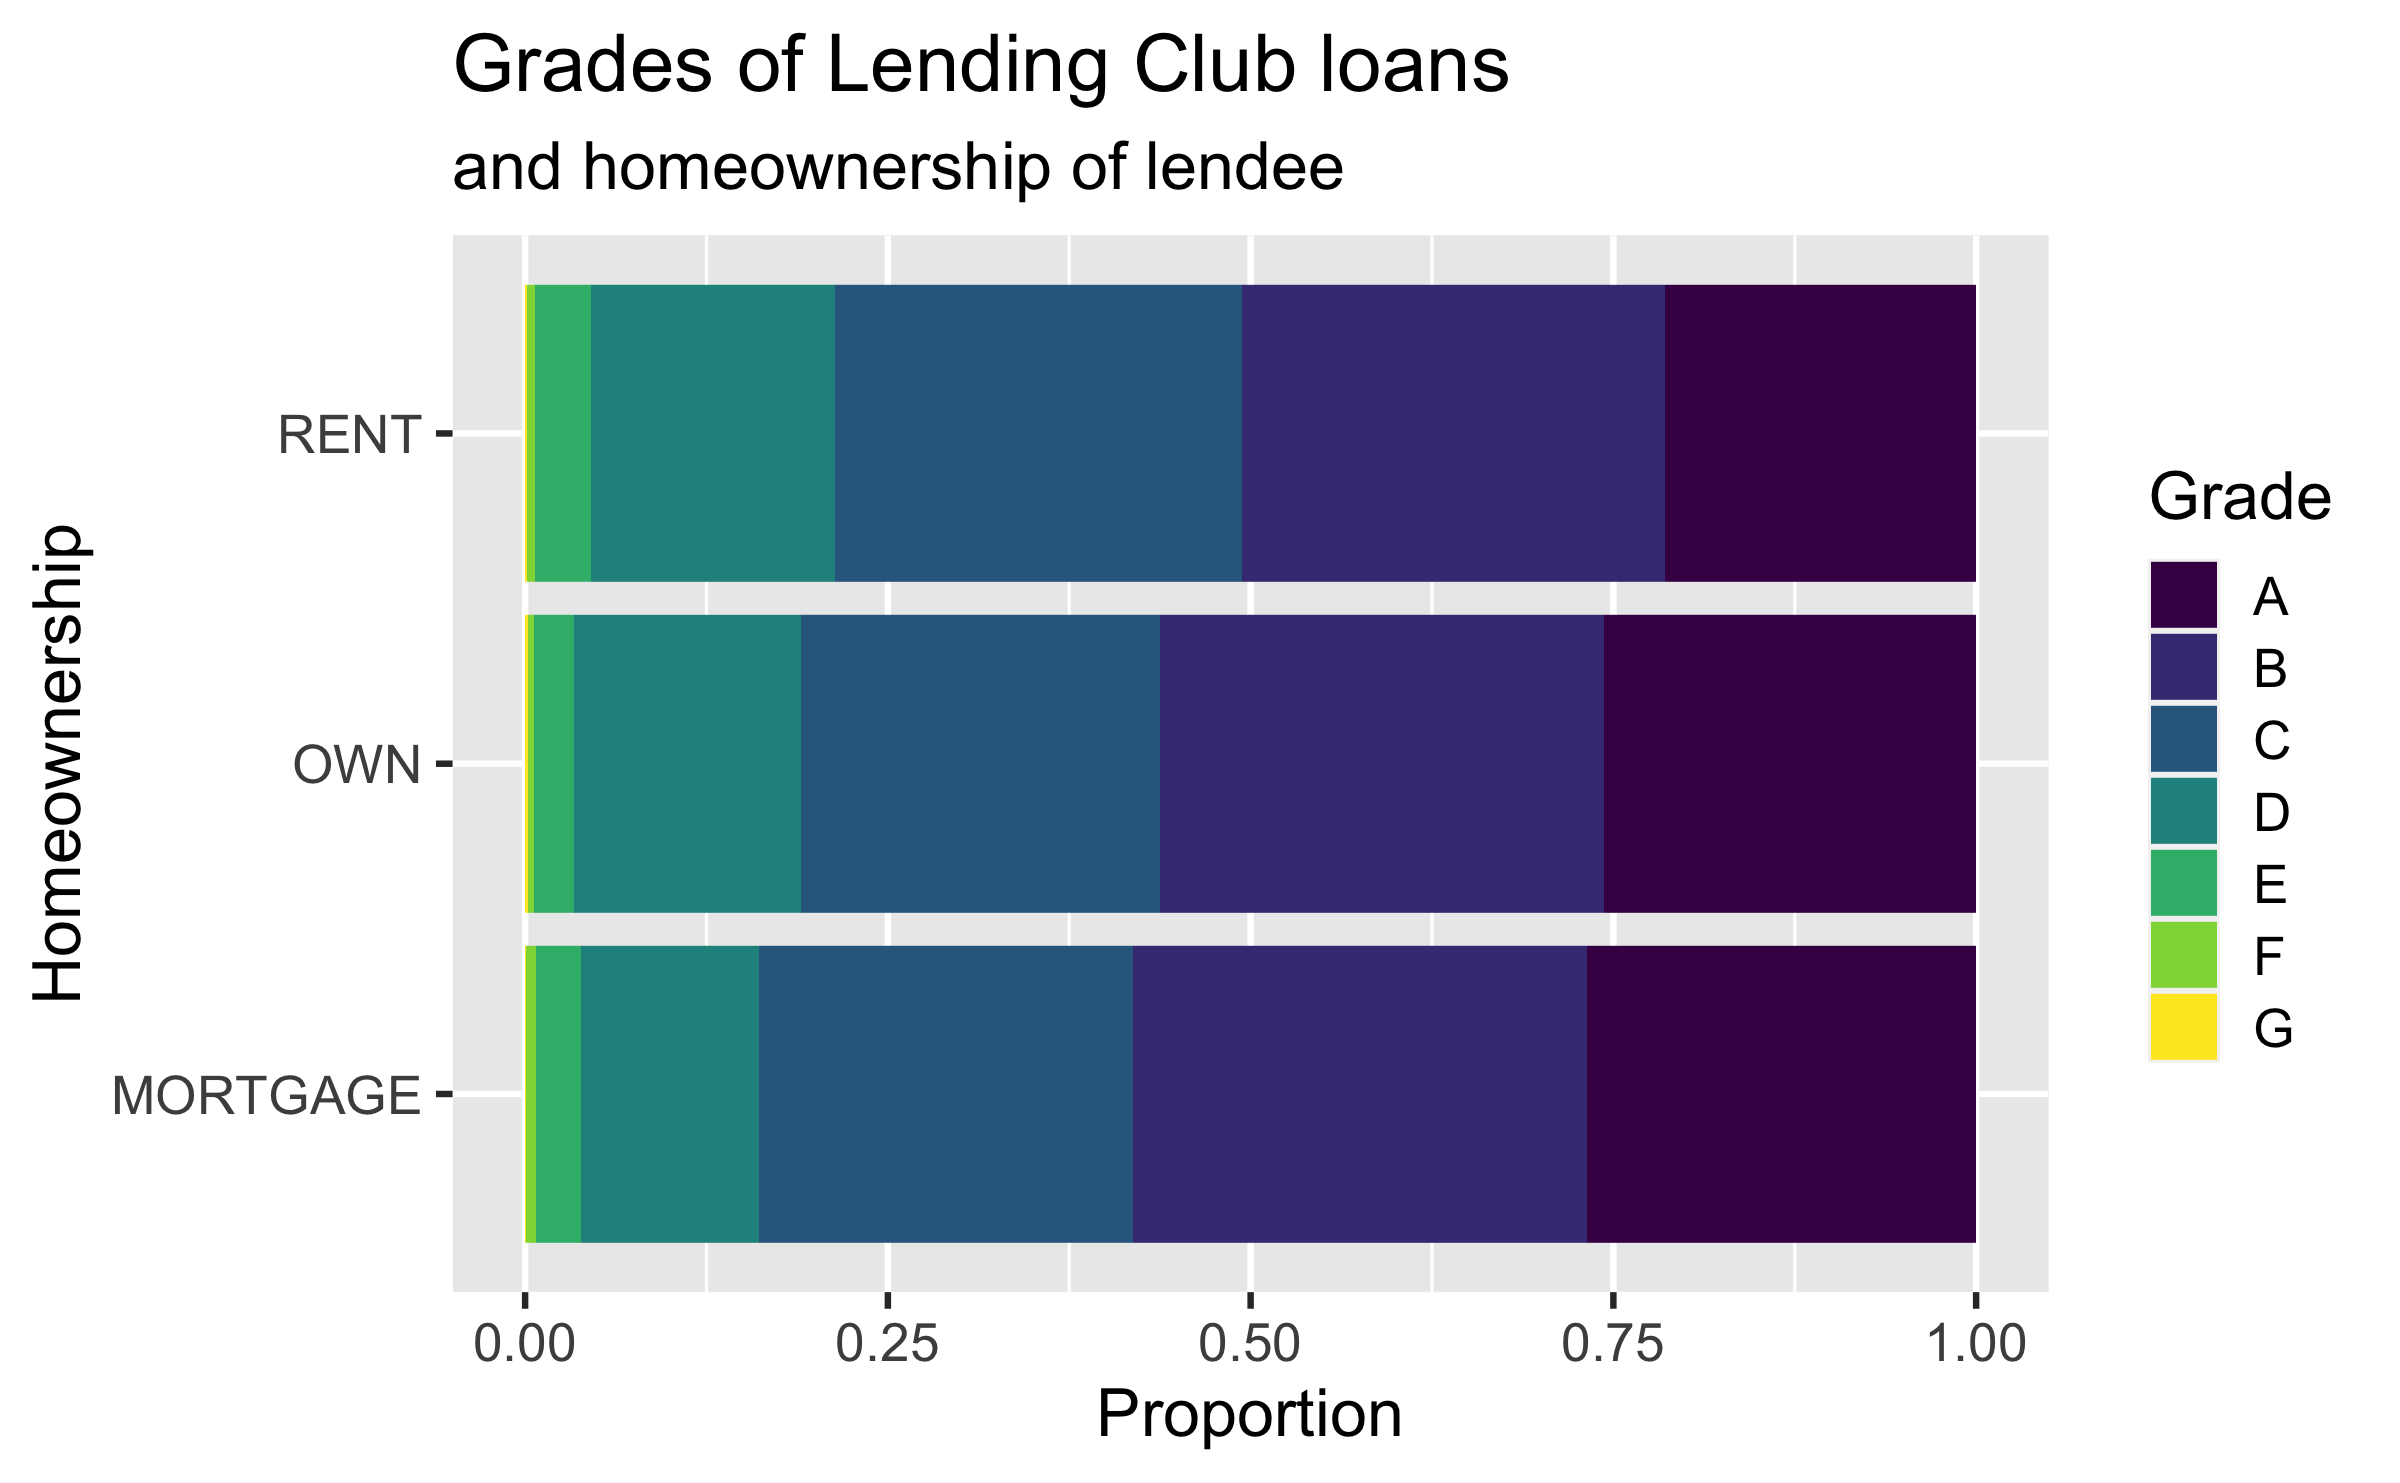 Grades of Lending Club loans
and homeownership of lendee
Homeownership
RENT
OWN
MORTGAGE
0.00 0.25 0.50 0.75 1.00
Proportion
Grade
A
B
C
D
E
F
G